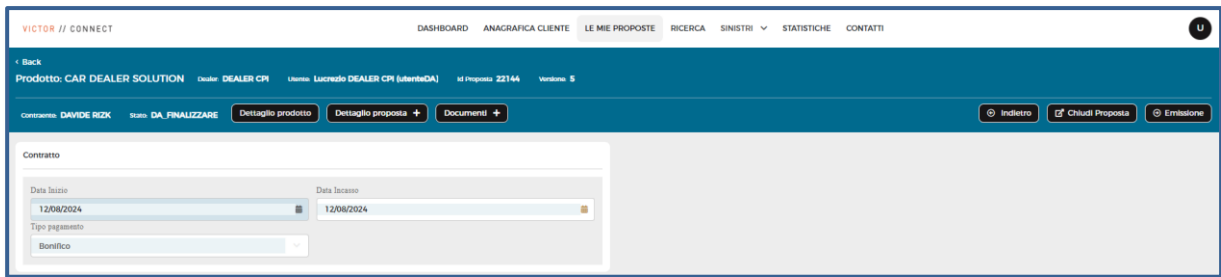 VICTOR // CONNECT DASHBOARD ANAGRAFICA CLIENTE LE MIE PROPOSTE RICERCA SINISTRI STATISTICHE CONTATTI U
‹ Back
Prodotto: CAR DEALER SOLUTION Dealer: DEALER CPI Utente: Lucrezio DEALER CPI (utenteDA) Id Proposta: 22144 Versione: 5
Contraente: DAVIDE RIZK Stato: DA_FINALIZZARE Dettaglio prodotto Dettaglio proposta + Documenti + Indietro Chiudi Proposta Emissione
Contratto
Data Inizio Data Incasso
12/08/2024 12/08/2024
Tipo pagamento
Bonifico